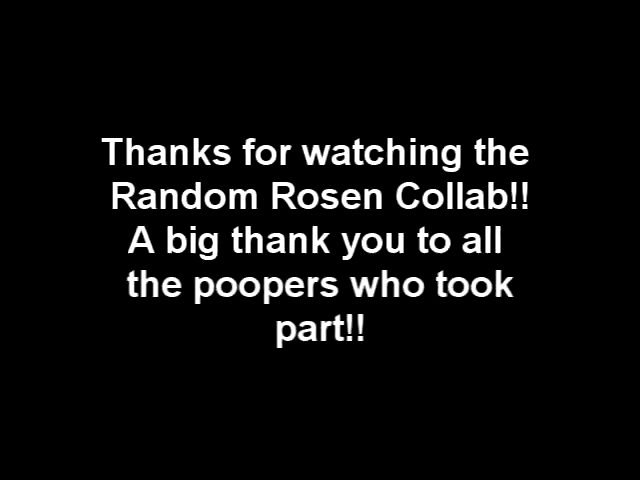 Thanks for watching the
Random Rosen Collab!!
A big thank you to all
the poopers who took
part!!